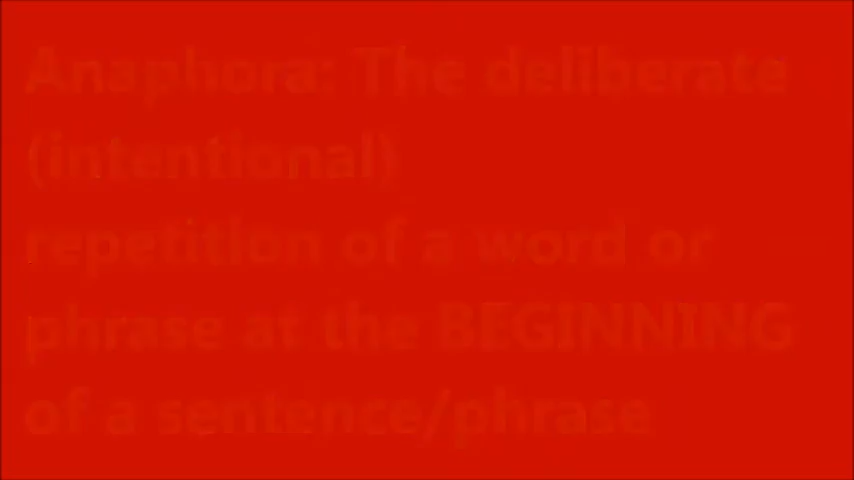 Anaphora: The deliberate
(intentional)
repetition of a word or
phrase at the BEGINNING
of a sentence/phrase